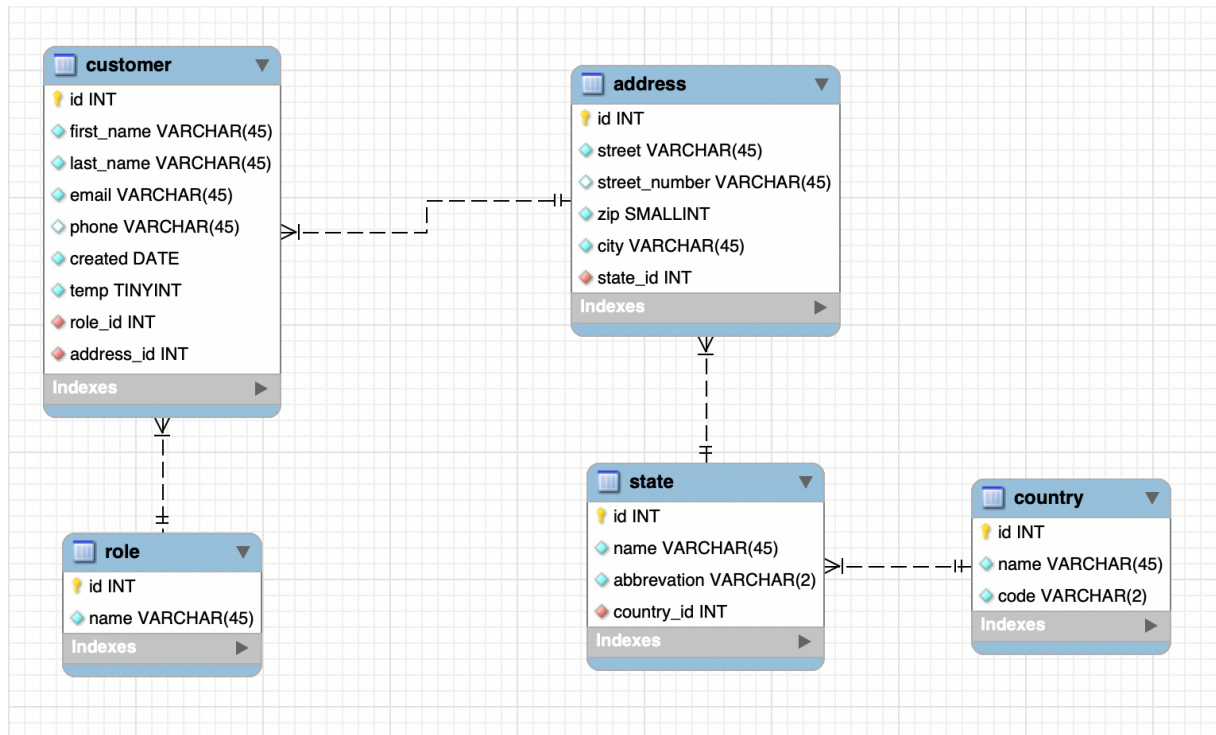 customer
id INT
first_name VARCHAR(45)
last_name VARCHAR(45)
email VARCHAR(45)
phone VARCHAR(45)
created DATE
temp TINYINT
role_id INT
address_id INT
Indexes
address
id INT
street VARCHAR(45)
street_number VARCHAR(45)
zip SMALLINT
city VARCHAR(45)
state_id INT
Indexes
role
id INT
name VARCHAR(45)
Indexes
state
id INT
name VARCHAR(45)
abbrevation VARCHAR(2)
country_id INT
Indexes
country
id INT
name VARCHAR(45)
code VARCHAR(2)
Indexes